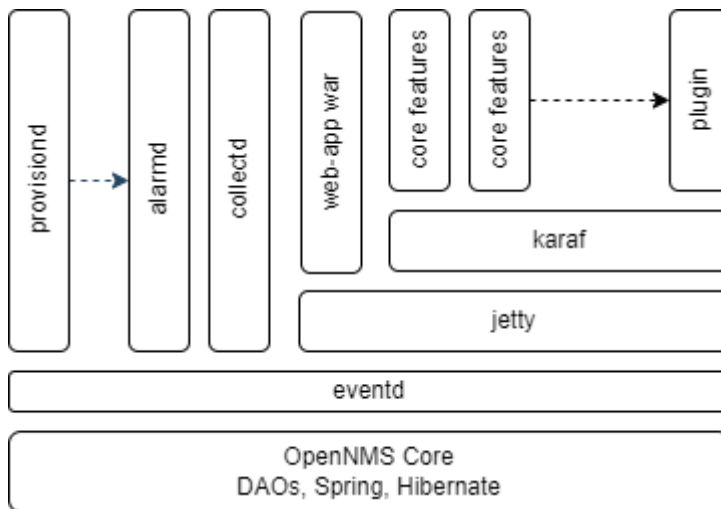 provisiond
alarmd
collectd
web-app war
core features
core features
plugin
karaf
jetty
eventd
OpenNMS Core
DAOs, Spring, Hibernate